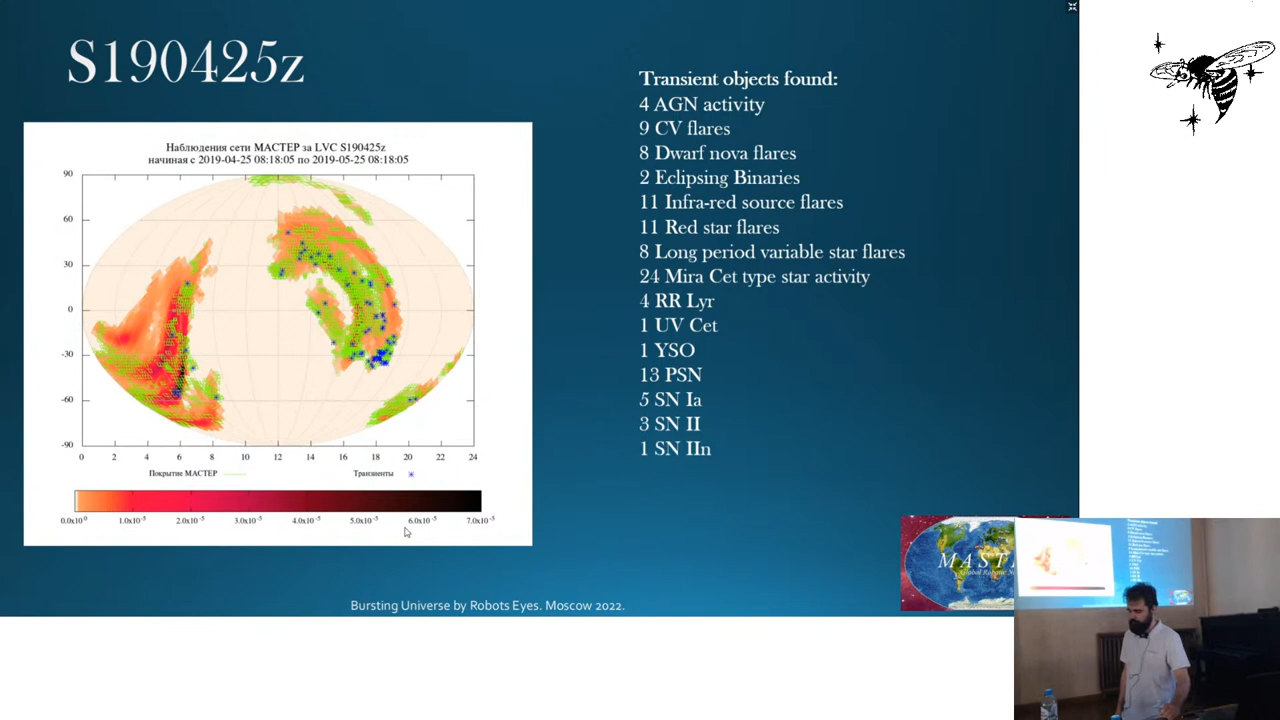 S190425z
Наблюдения сети МАСТЕР за LVC S190425z
начиная с 2019-04-25 08:18:05 по 2019-05-25 08:18:05
90
60
30
0
-30
-60
-90
0 2 4 6 8 10 12 14 16 18 20 22 24
Покрытие МАСТЕР
Транзиенты
0.0x10⁰ 1.0x10⁻⁵ 2.0x10⁻⁵ 3.0x10⁻⁵ 4.0x10⁻⁵ 5.0x10⁻⁵ 6.0x10⁻⁵ 7.0x10⁻⁵
Transient objects found:
4 AGN activity
9 CV flares
8 Dwarf nova flares
2 Eclipsing Binaries
11 Infra-red source flares
11 Red star flares
8 Long period variable star flares
24 Mira Cet type star activity
4 RR Lyr
1 UV Cet
1 YSO
13 PSN
5 SN Ia
3 SN II
1 SN IIn
MAST
Global Robotic N
Bursting Universe by Robots Eyes. Moscow 2022.